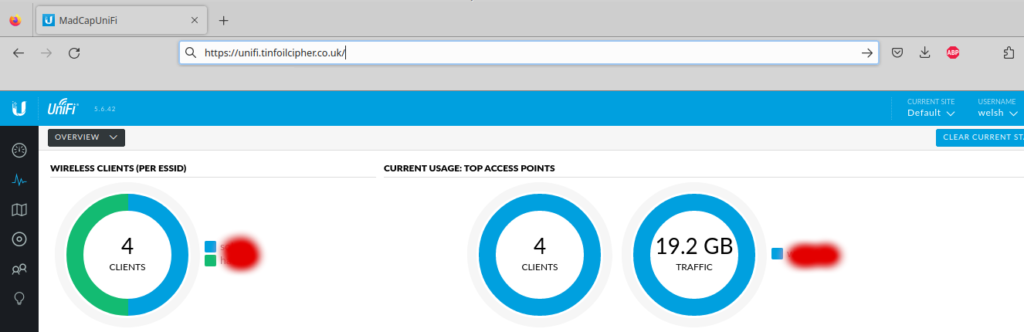 MadCapUniFi
https://unifi.tinfoilcipher.co.uk/
ABP
U UniFi 5.6.42
CURRENT SITE
Default
USERNAME
welsh
OVERVIEW
CLEAR CURRENT
WIRELESS CLIENTS (PER ESSID)
CURRENT USAGE: TOP ACCESS POINTS
4
CLIENTS
4
CLIENTS
19.2 GB
TRAFFIC